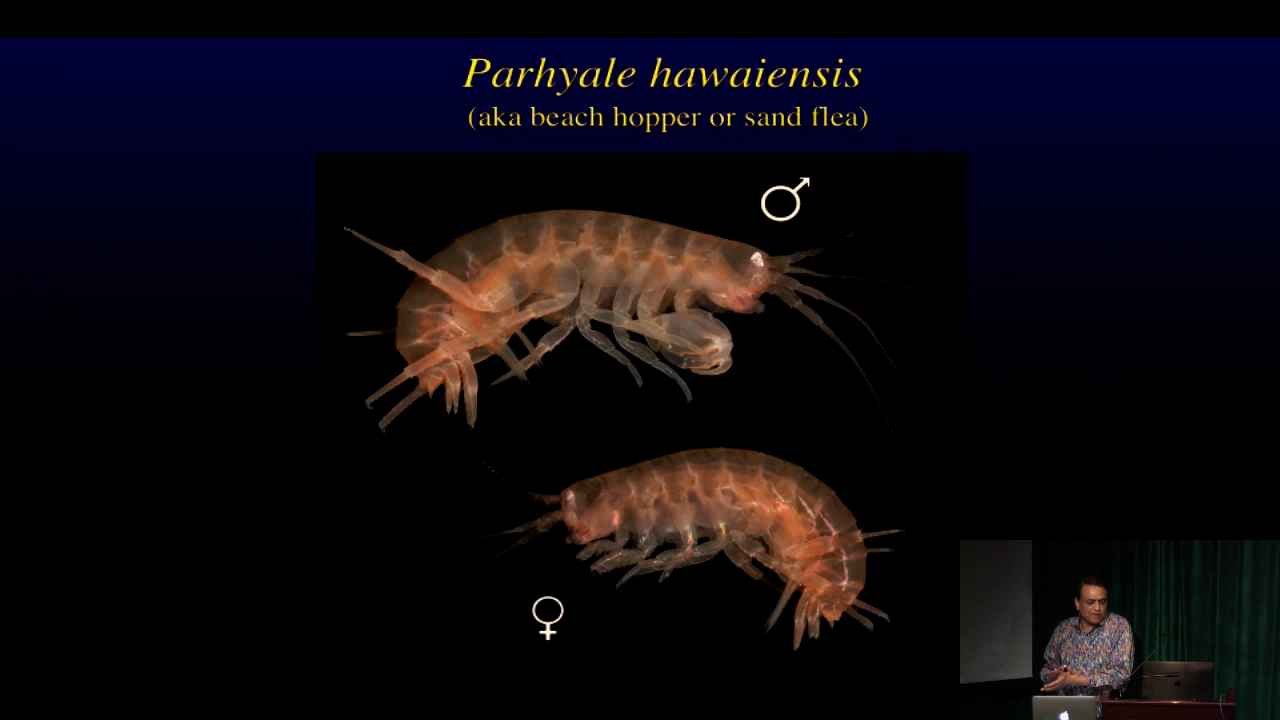 Parhyale hawaiensis
(aka beach hopper or sand flea)
♂
♀